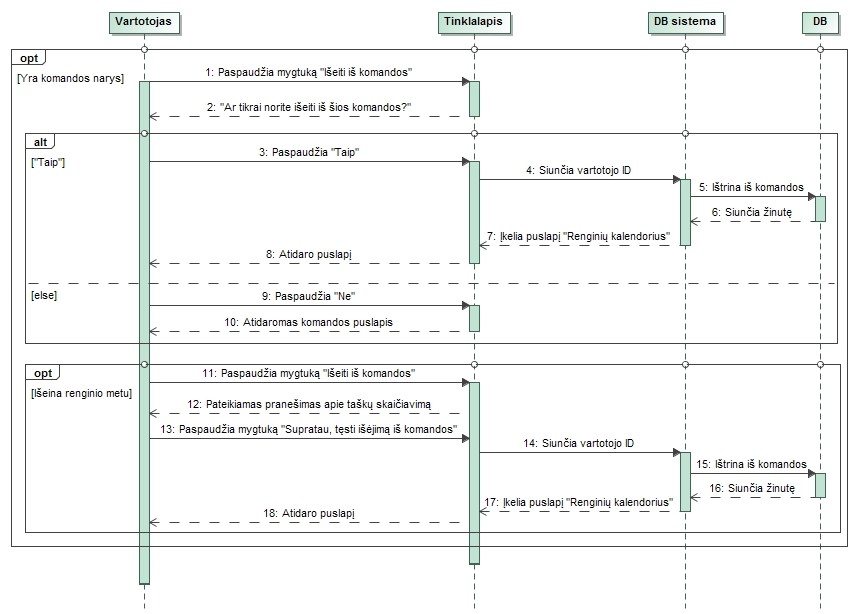 Vartotojas
Tinklalapis
DB sistema
DB
opt
[Yra komandos narys]
1: Paspaudžia mygtuką "Išeiti iš komandos"
2: "Ar tikrai norite išeiti iš šios komandos?"
alt
["Taip"]
3: Paspaudžia "Taip"
4: Siunčia vartotojo ID
5: Ištrina iš komandos
6: Siunčia žinutę
7: Įkelia puslapį "Renginių kalendorius"
8: Atidaro puslapį
[else]
9: Paspaudžia "Ne"
10: Atidaromas komandos puslapis
opt
[Išeina renginio metu]
11: Paspaudžia mygtuką "Išeiti iš komandos"
12: Pateikiamas pranešimas apie taškų skaičiavimą
13: Paspaudžia mygtuką "Supratau, tęsti išėjimą iš komandos"
14: Siunčia vartotojo ID
15: Ištrina iš komandos
16: Siunčia žinutę
17: Įkelia puslapį "Renginių kalendorius"
18: Atidaro puslapį